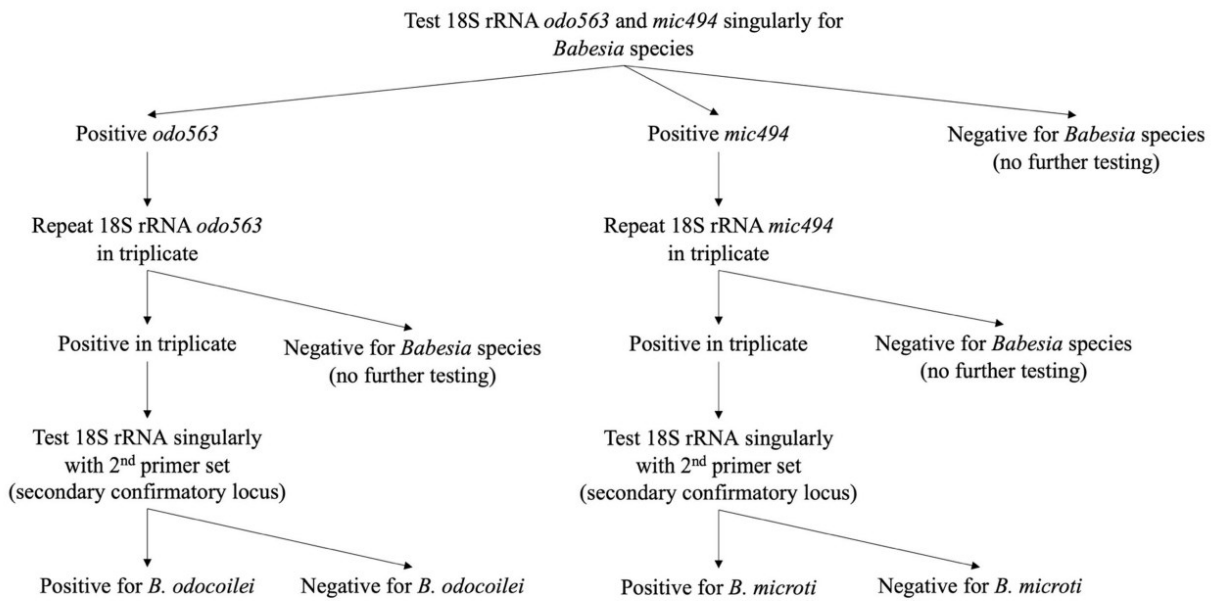 Test 18S rRNA odo563 and mic494 singularly for
Babesia species
Positive odo563
Positive mic494
Negative for Babesia species
(no further testing)
Repeat 18S rRNA odo563
in triplicate
Repeat 18S rRNA mic494
in triplicate
Positive in triplicate
Negative for Babesia species
(no further testing)
Positive in triplicate
Negative for Babesia species
(no further testing)
Test 18S rRNA singularly
with 2nd primer set
(secondary confirmatory locus)
Test 18S rRNA singularly
with 2nd primer set
(secondary confirmatory locus)
Positive for B. odocoilei
Negative for B. odocoilei
Positive for B. microti
Negative for B. microti